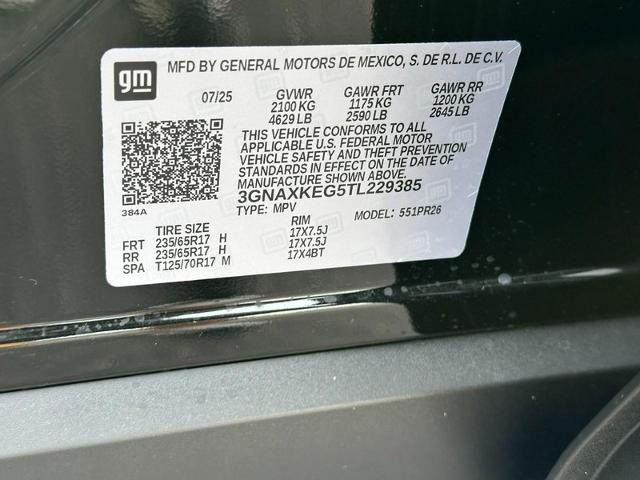 gm
MFD BY GENERAL MOTORS DE MEXICO, S. DE R.L. DE C.V.
07/25 GVWR GAWR FRT GAWR RR
2100 KG 1175 KG 1200 KG
4629 LB 2590 LB 2645 LB
THIS VEHICLE CONFORMS TO ALL
APPLICABLE U.S. FEDERAL MOTOR
VEHICLE SAFETY AND THEFT PREVENTION
STANDARDS IN EFFECT ON THE DATE OF
MANUFACTURE SHOWN ABOVE.
3GNAXKEG5TL229385
384A TYPE: MPV MODEL: 551PR26
TIRE SIZE RIM
FRT 235/65R17 H 17X7.5J
RR 235/65R17 H 17X7.5J
SPA T125/70R17 M 17X4BT